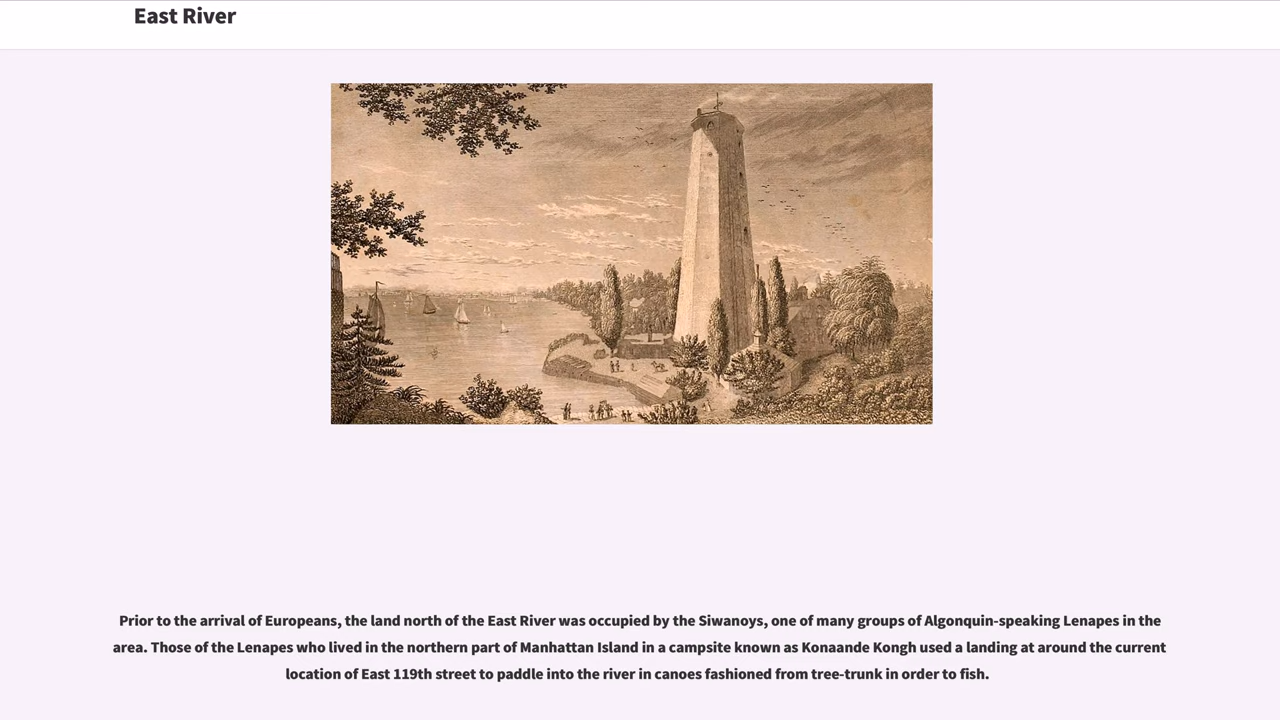 East River
Prior to the arrival of Europeans, the land north of the East River was occupied by the Siwanoys, one of many groups of Algonquin-speaking Lenapes in the
area. Those of the Lenapes who lived in the northern part of Manhattan Island in a campsite known as Konaande Kongh used a landing at around the current
location of East 119th street to paddle into the river in canoes fashioned from tree-trunk in order to fish.